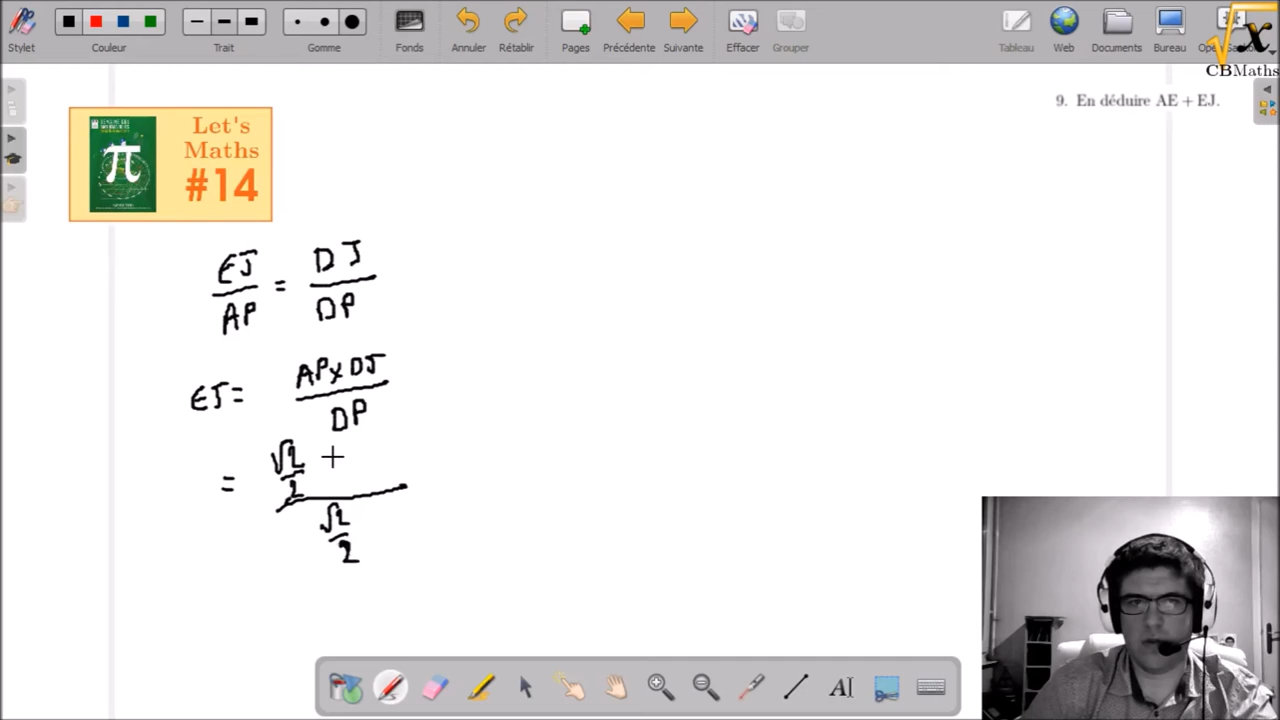 Stylet
Couleur
Trait
Gomme
Fonds
Annuler
Rétablir
Pages
Précédente
Suivante
Effacer
Grouper
Tableau
Web
Documents
Bureau
√x
CBMaths
9. En déduire AE + EJ.
Let's
Maths
#14
π
EJ/AP = DJ/DP
EJ = AP×DJ/DP
= √2/2
√2/2